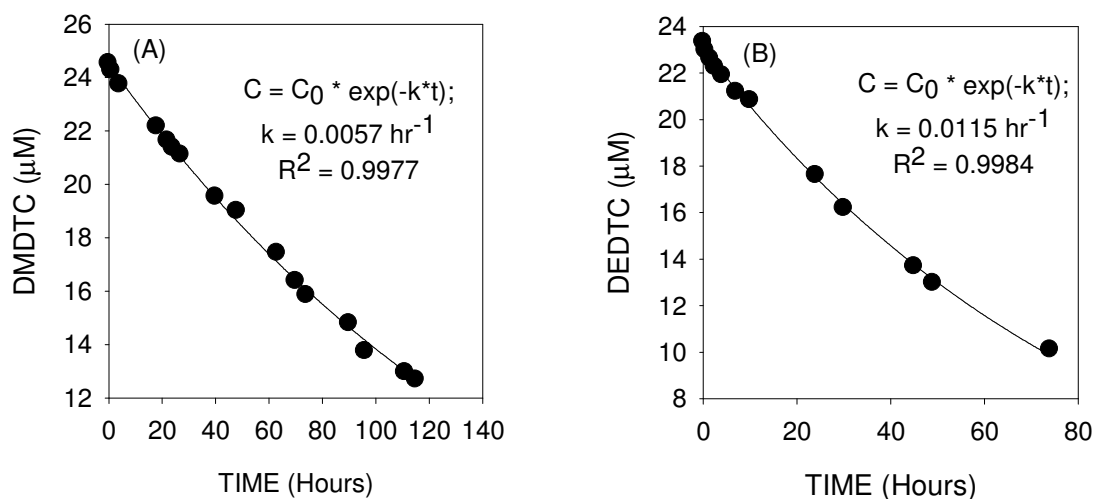 (A)
C = C0 * exp(-k*t);
k = 0.0057 hr-1
R2 = 0.9977
DMDTC (μM)
26
24
22
20
18
16
14
12
0 20 40 60 80 100 120 140
TIME (Hours)
(B)
C = C0 * exp(-k*t);
k = 0.0115 hr-1
R2 = 0.9984
DEDTC (μM)
24
22
20
18
16
14
12
10
8
0 20 40 60 80
TIME (Hours)